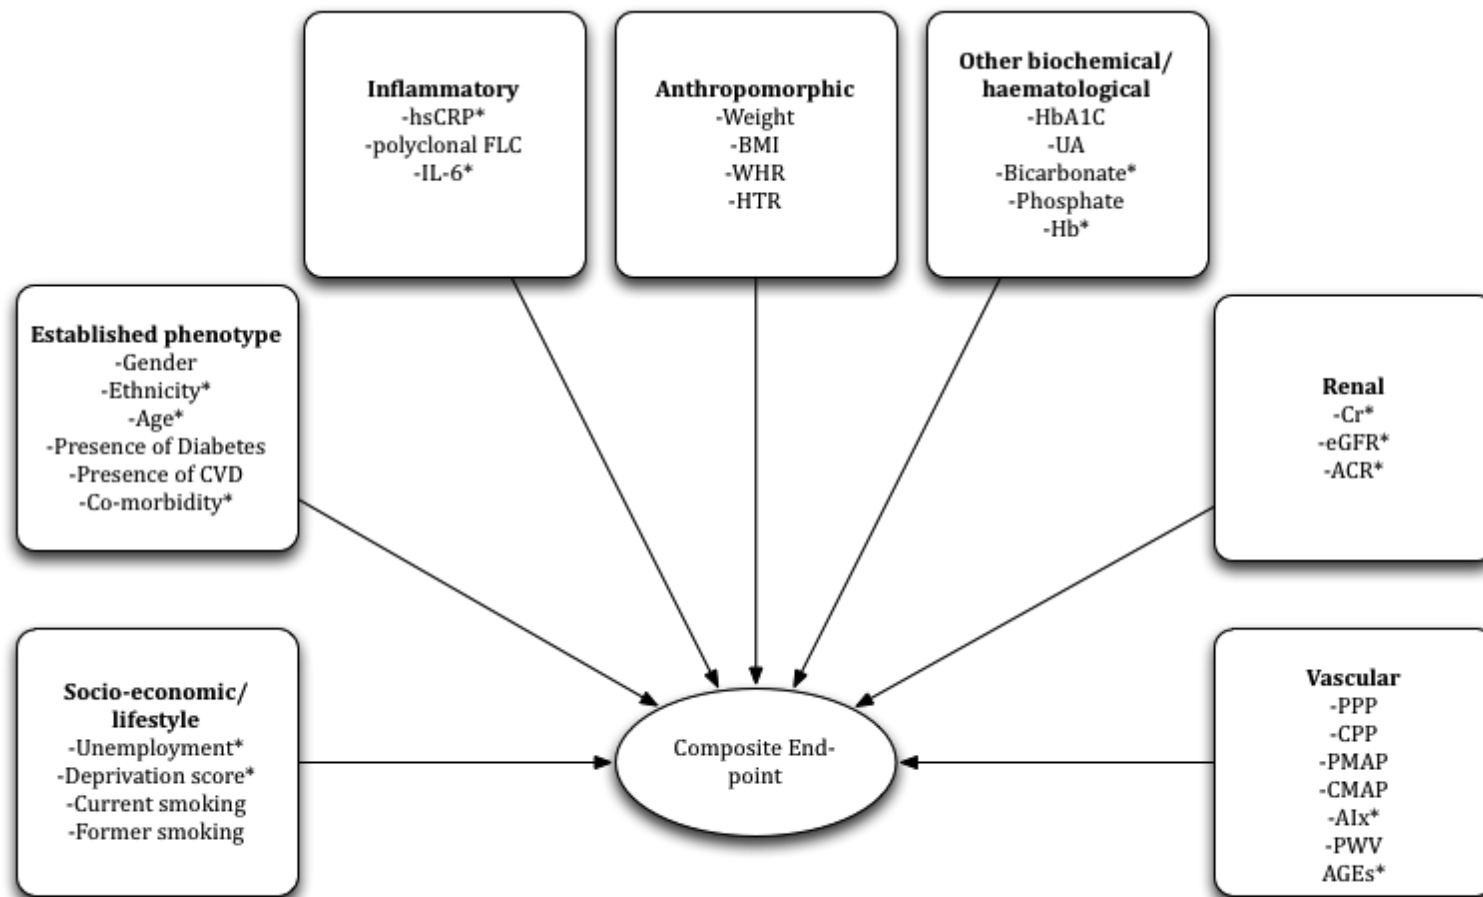 Inflammatory
-hsCRP*
-polyclonal FLC
-IL-6*
Anthropomorphic
-Weight
-BMI
-WHR
-HTR
Other biochemical/
haematological
-HbA1C
-UA
-Bicarbonate*
-Phosphate
-Hb*
Established phenotype
-Gender
-Ethnicity*
-Age*
-Presence of Diabetes
-Presence of CVD
-Co-morbidity*
Renal
-Cr*
-eGFR*
-ACR*
Socio-economic/
lifestyle
-Unemployment*
-Deprivation score*
-Current smoking
-Former smoking
Composite End-
point
Vascular
-PPP
-CPP
-PMAP
-CMAP
-AIx*
-PWV
AGEs*